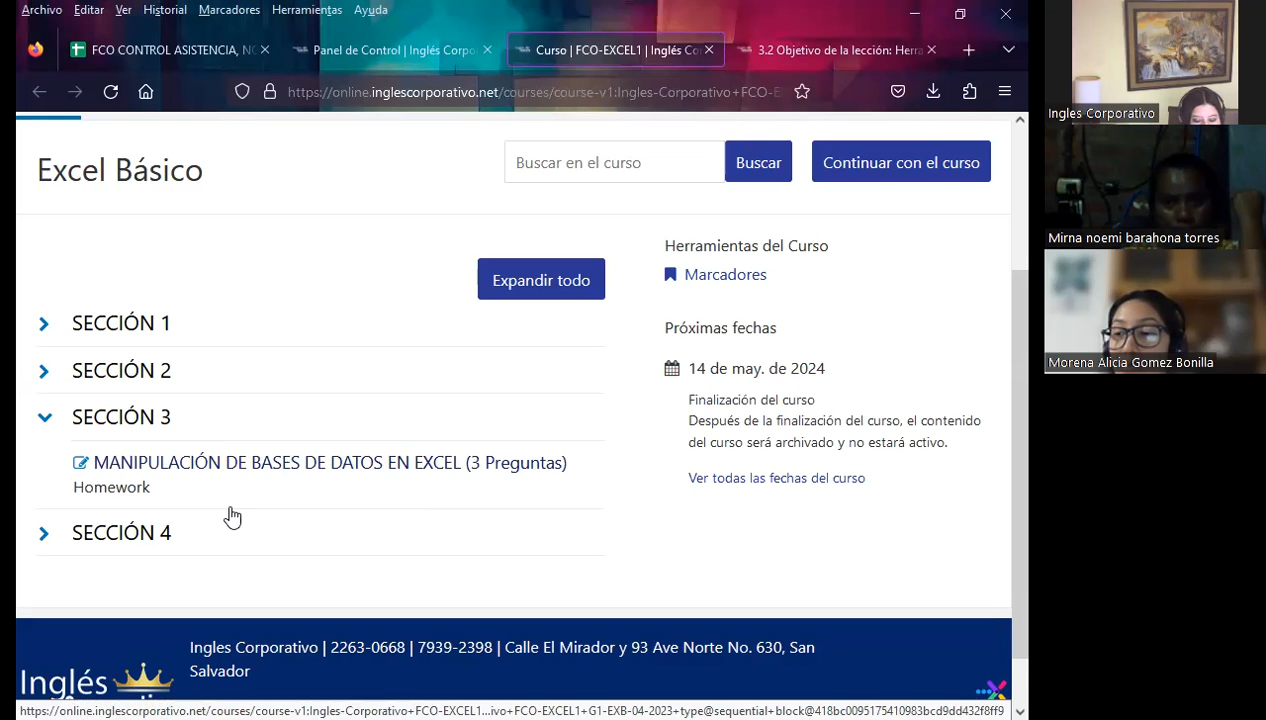 Archivo Editar Ver Historial Marcadores Herramientas Ayuda
FCO CONTROL ASISTENCIA, NC
Panel de Control | Inglés Corpo
Curso | FCO-EXCEL1 | Inglés Co
3.2 Objetivo de la lección: Herra
https://online.inglescorporativo.net/courses/course-v1:Ingles-Corporativo+FCO-E
Excel Básico
Buscar en el curso
Buscar
Continuar con el curso
Expandir todo
SECCIÓN 1
SECCIÓN 2
SECCIÓN 3
MANIPULACIÓN DE BASES DE DATOS EN EXCEL (3 Preguntas)
Homework
SECCIÓN 4
Herramientas del Curso
Marcadores
Próximas fechas
14 de may. de 2024
Finalización del curso
Después de la finalización del curso, el contenido
del curso será archivado y no estará activo.
Ver todas las fechas del curso
Ingles Corporativo | 2263-0668 | 7939-2398 | Calle El Mirador y 93 Ave Norte No. 630, San
Salvador
Inglés
https://online.inglescorporativo.net/courses/course-v1:Ingles-Corporativo+FCO-EXCEL1...ivo+FCO-EXCEL1+G1-EXB-04-2023+type@sequential+block@418bc0095175410983bcd9dd432f8ff9
Ingles Corporativo
Mirna noemi barahona torres
Morena Alicia Gomez Bonilla